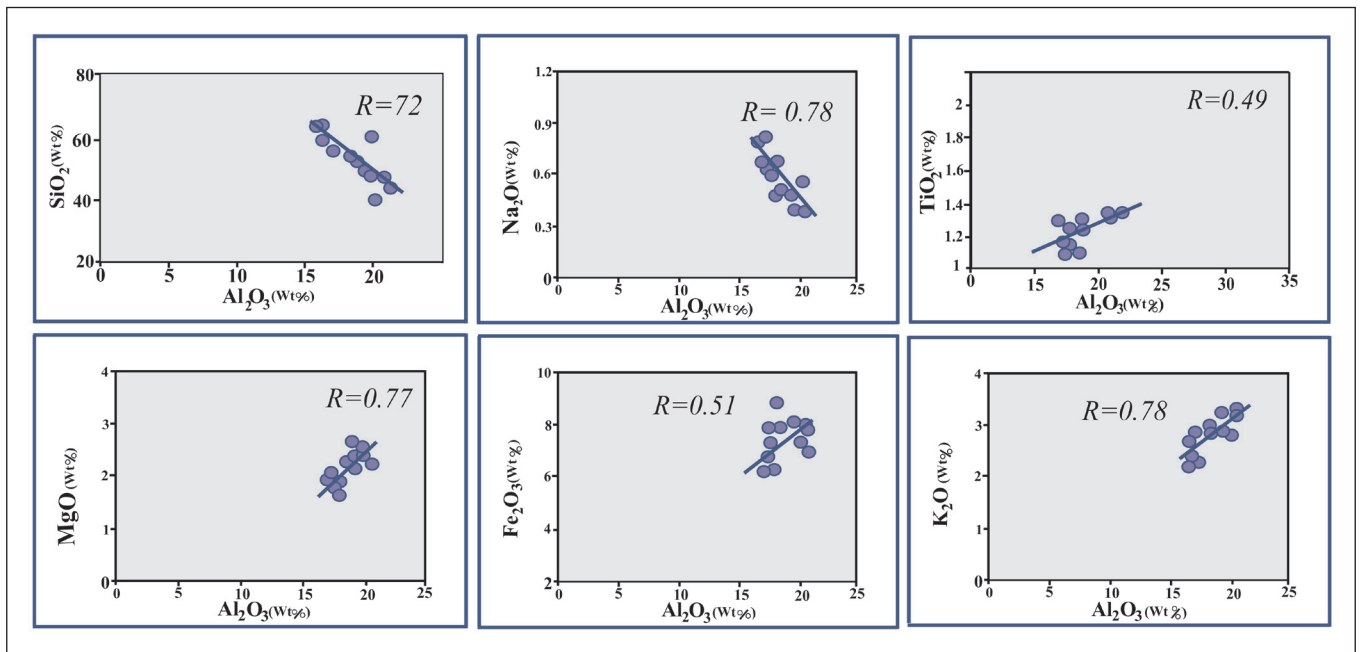 80
60
40
20
SiO₂(Wt%)
R=72
0 5 10 15 20
Al₂O₃(Wt%)
1.2
0.9
0.6
0.3
0
Na₂O(Wt%)
R= 0.78
0 5 10 15 20 25
Al₂O₃(Wt%)
2
1.8
1.6
1.4
1.2
1
TiO₂(Wt%)
R=0.49
0 15 20 25 30 35
Al₂O₃(Wt%)
4
3
2
1
0
MgO(Wt%)
R=0.77
0 5 10 15 20 25
Al₂O₃(Wt%)
10
8
6
4
2
Fe₂O₃(Wt%)
R=0.51
0 5 10 15 20 25
Al₂O₃(Wt%)
4
3
2
1
0
K₂O(Wt%)
R=0.78
0 5 10 15 20 25
Al₂O₃(Wt%)